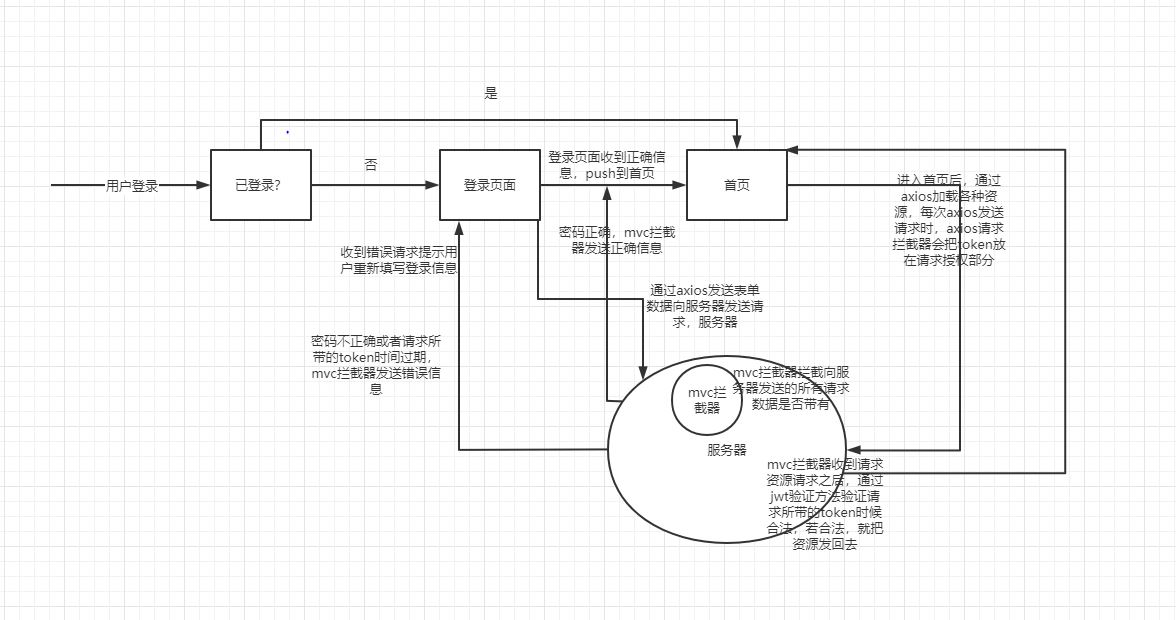 是
否
用户登录
已登录？
登录页面
登录页面收到正确信
息，push到首页
首页
进入首页后，通过
axios加载各种资
源，每次axios发送
请求时，axios请求
拦截器会把token放
在请求授权部分
收到错误请求提示用
户重新填写登录信息
密码正确，mvc拦截
器发送正确信息
通过axios发送表单
数据向服务器发送请
求，服务器
密码不正确或者请求所
带的token时间过期，
mvc拦截器发送错误信
息
mvc拦
截器
mvc拦截器拦截向服
务器发送的所有请求
数据是否带有
服务器
mvc拦截器收到请求
资源请求之后，通过
jwt验证方法验证请
求所带的token时候
合法，若合法，就把
资源发回去